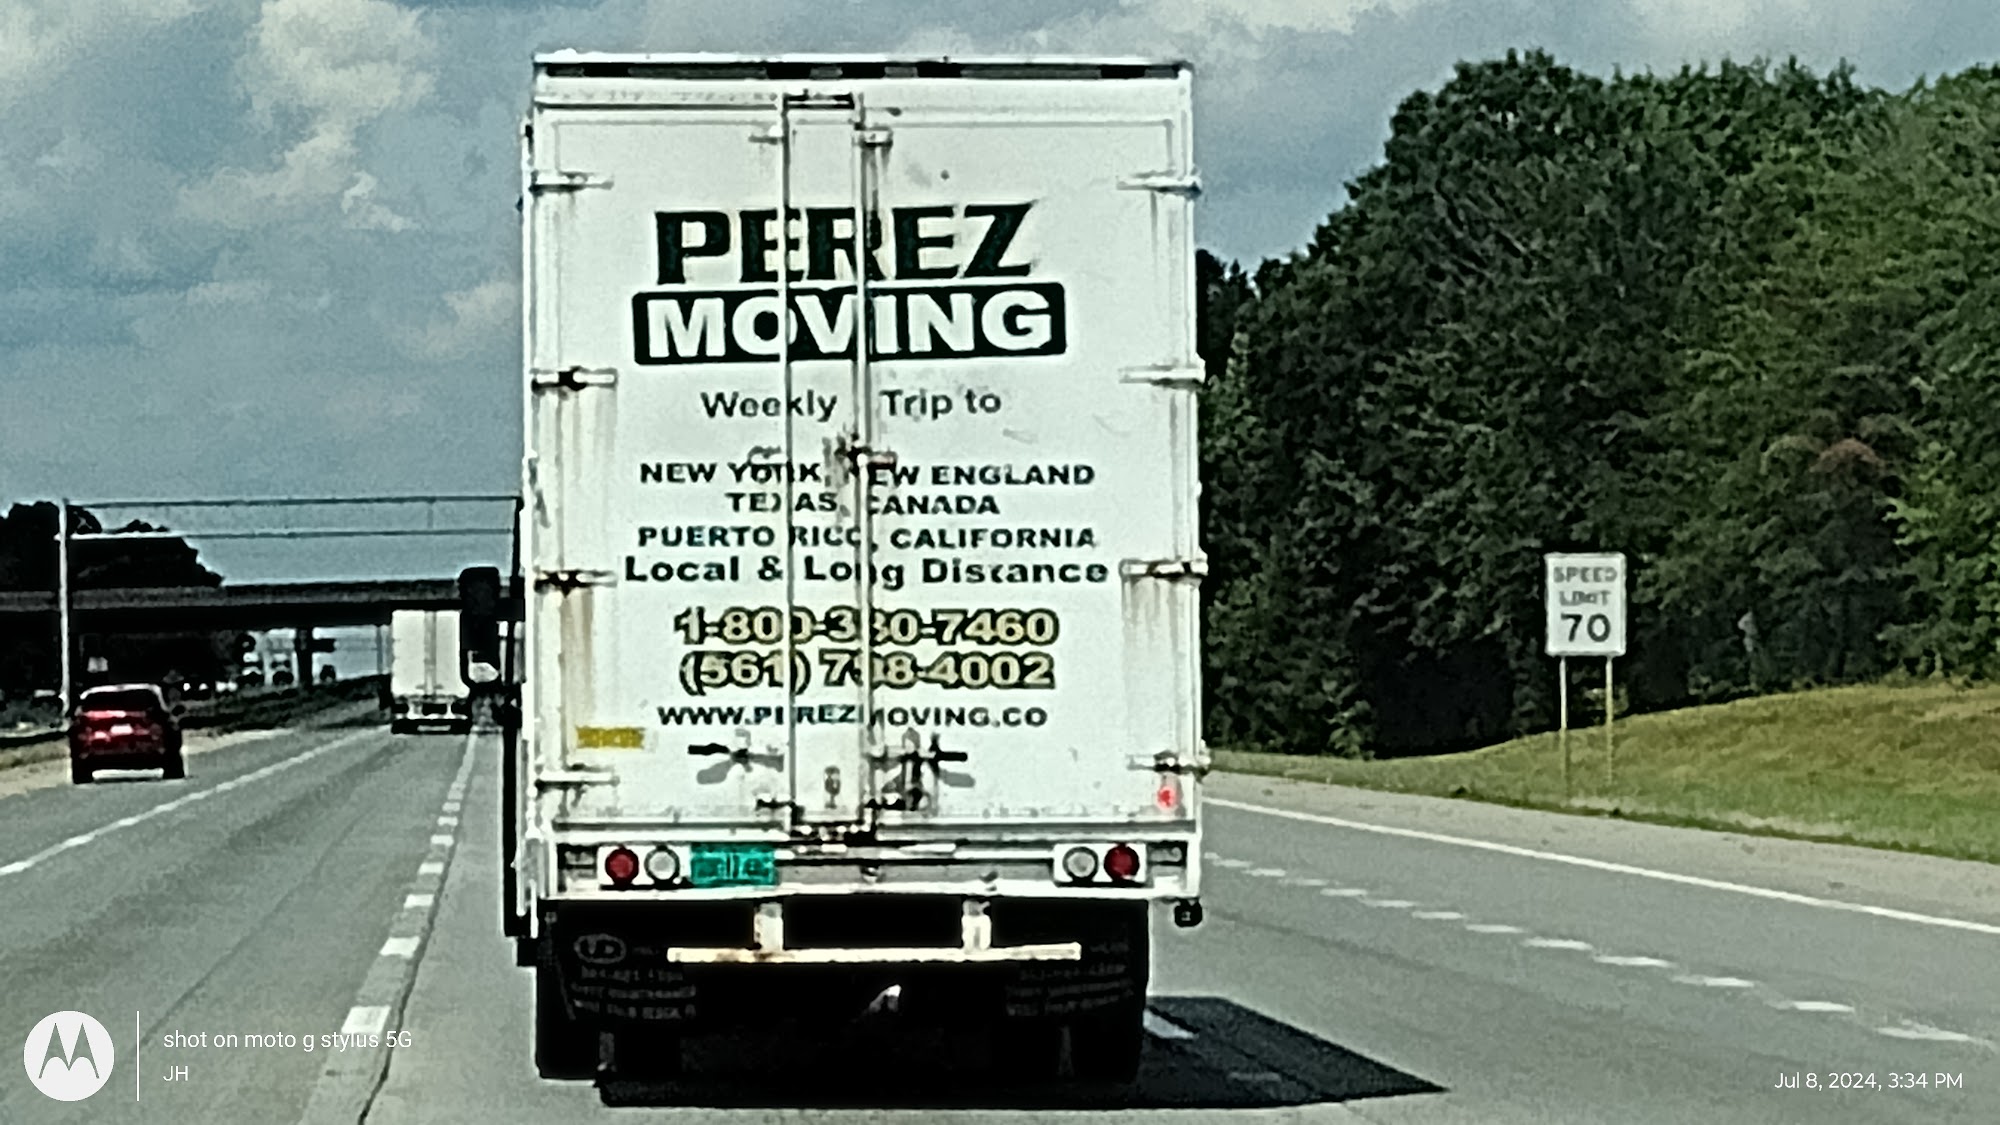 PEREZ
MOVING
Weekly Trip to
NEW YORK, NEW ENGLAND
TEXAS, CANADA
PUERTO RICO, CALIFORNIA
Local & Long Distance
1-800-330-7460
(561) 798-4002
WWW.PEREZMOVING.CO
SPEED
LIMIT
70
shot on moto g stylus 5G
JH
Jul 8, 2024, 3:34 PM